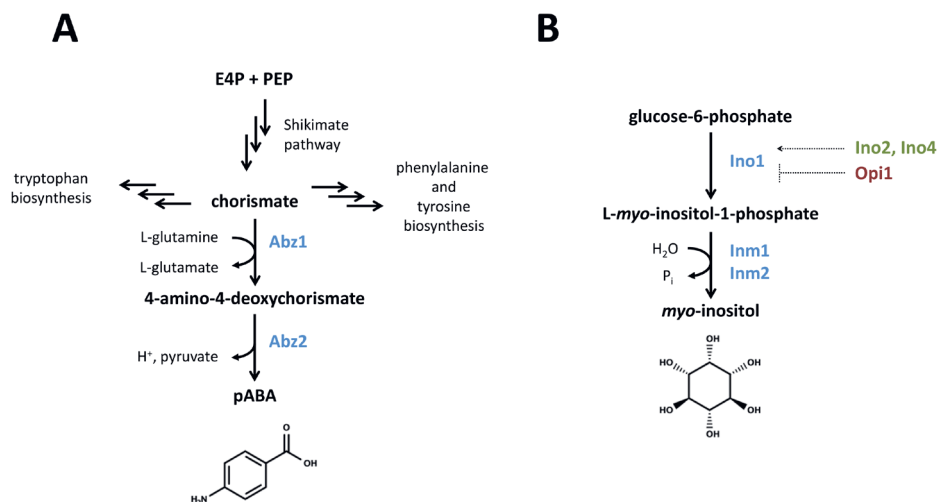 A
E4P + PEP
Shikimate
pathway
tryptophan
biosynthesis
chorismate
phenylalanine
and
tyrosine
biosynthesis
L-glutamine
Abz1
L-glutamate
4-amino-4-deoxychorismate
Abz2
H⁺, pyruvate
pABA
O
OH
H₂N
B
glucose-6-phosphate
Ino1
Ino2, Ino4
Opi1
L-myo-inositol-1-phosphate
H₂O
Inm1
Pᵢ
Inm2
myo-inositol
OH
HO
OH
HO
OH
OH